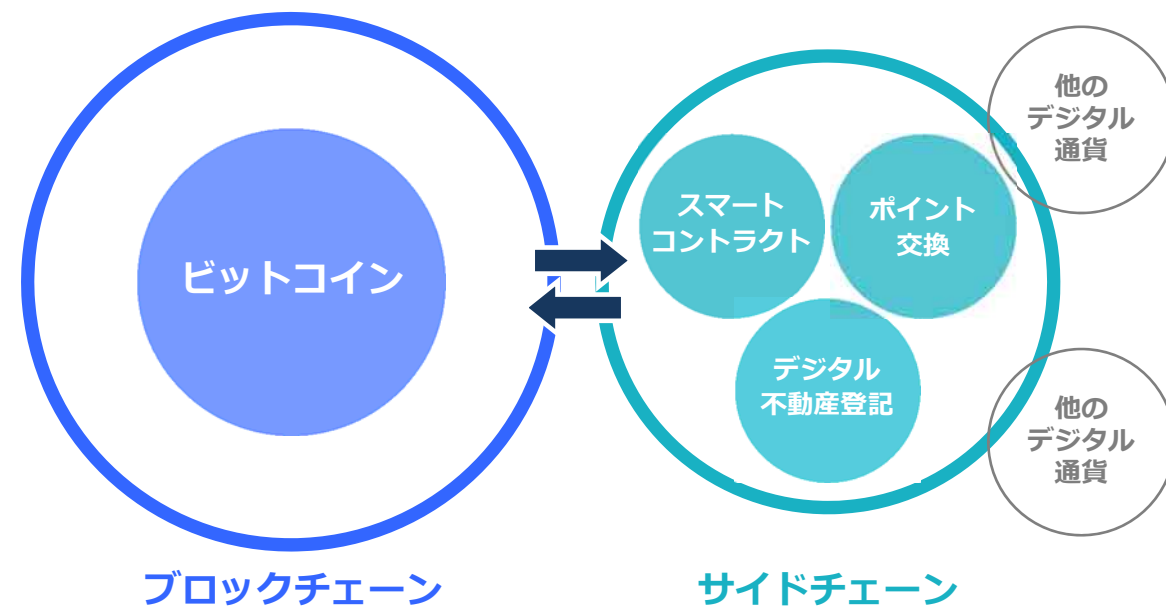 ビットコイン
ブロックチェーン
スマート
コントラクト
ポイント
交換
デジタル
不動産登記
サイドチェーン
他の
デジタル
通貨
他の
デジタル
通貨